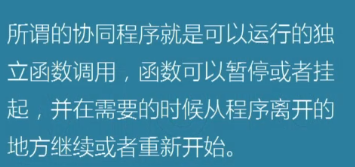 所谓的协同程序就是可以运行的独
立函数调用，函数可以暂停或者挂
起，并在需要的时候从程序离开的
地方继续或者重新开始。